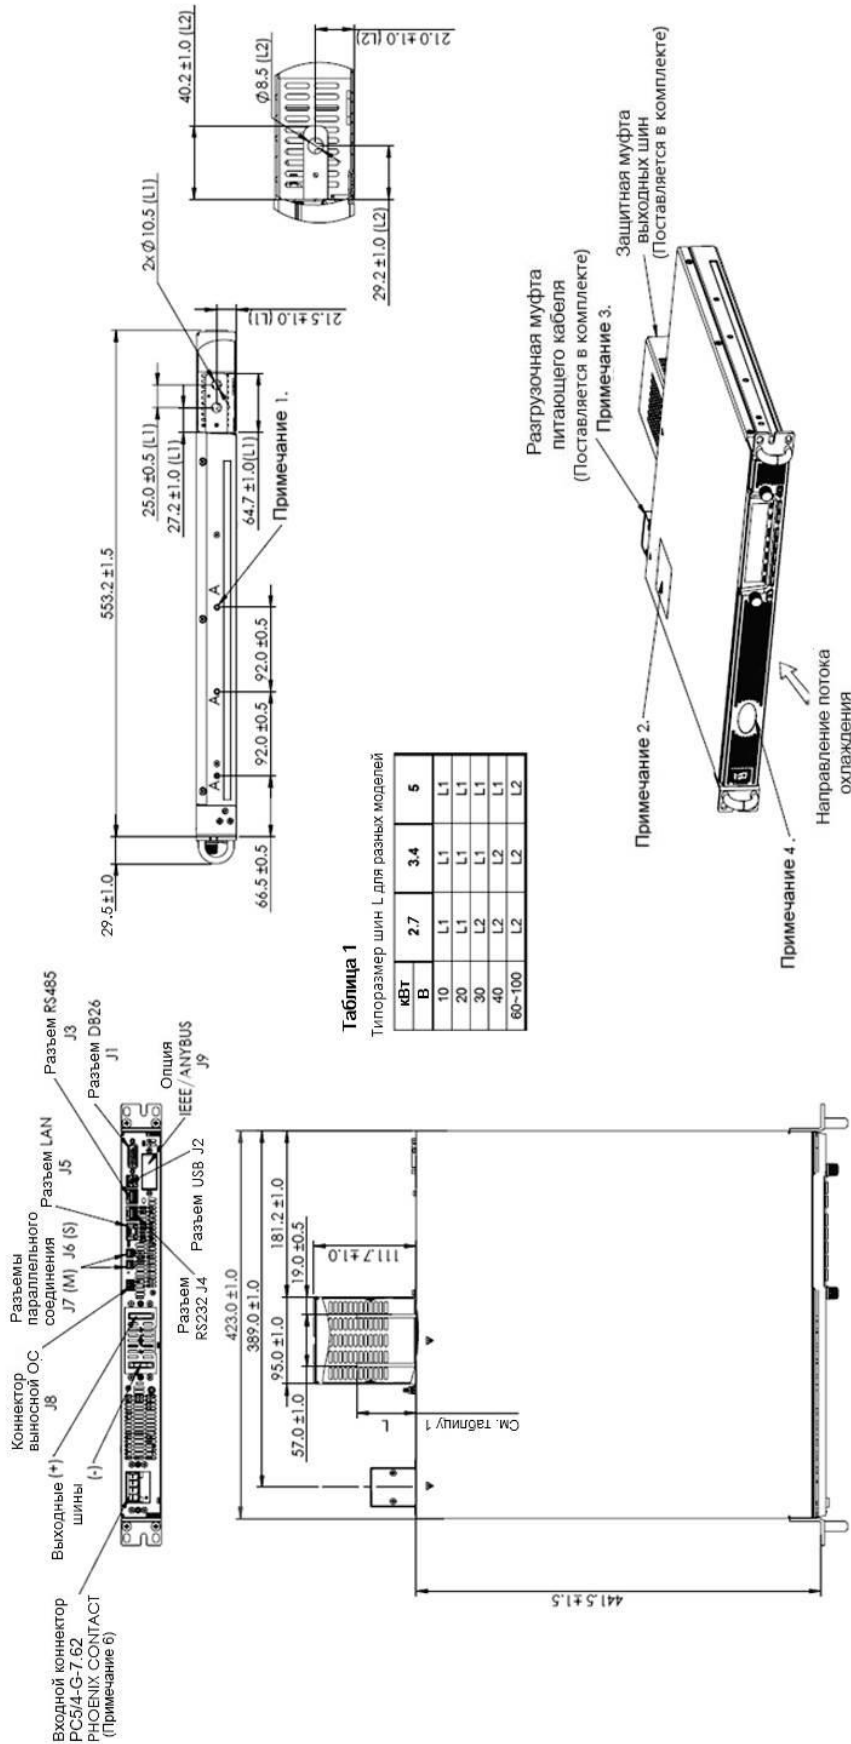 Входной коннектор
PC5/4-G-7.62
PHOENIX CONTACT
(Примечание 6)
Выходные (+)
шины (-)
Коннектор
выносной ОС
J8
Разъемы
параллельного
соединения
J7 (M) J6 (S)
Разъем LAN
J5
Разъем RS485
J3
Разъем DB26
J1
Опция
IEEE/ANYBUS
J9
Разъем USB J2
Разъем
RS232 J4
423.0 ±1.0
389.0 ±1.0
181.2 ±1.0
95.0 ±1.0
19.0 ±0.5
57.0 ±1.0
111.7 ±1.0
L
См. таблицу 1
441.5 ±1.5
29.5 ±1.0
553.2 ±1.5
25.0 ±0.5 (L1)
27.2 ±1.0 (L1)
2x Ø 10.5 (L1)
21.5 ±1.0 (L1)
64.7 ±1.0(L1)
A
A
A
66.5 ±0.5
92.0 ±0.5
92.0 ±0.5
Примечание 1.
40.2 ±1.0 (L2)
Ø8.5 (L2)
21.0 ±1.0 (L2)
29.2 ±1.0 (L2)
Таблица 1
Типоразмер шин L для разных моделей
кВт 2.7 3.4 5
В
10 L1 L1 L1
20 L1 L1 L1
30 L2 L1 L1
40 L2 L2 L1
60~100 L2 L2 L2
Разгрузочная муфта
питающего кабеля
(Поставляется в комплекте)
Примечание 3.
Защитная муфта
выходных шин
(Поставляется в комплекте)
Примечание 2.
Примечание 4.
Направление потока
охлаждения